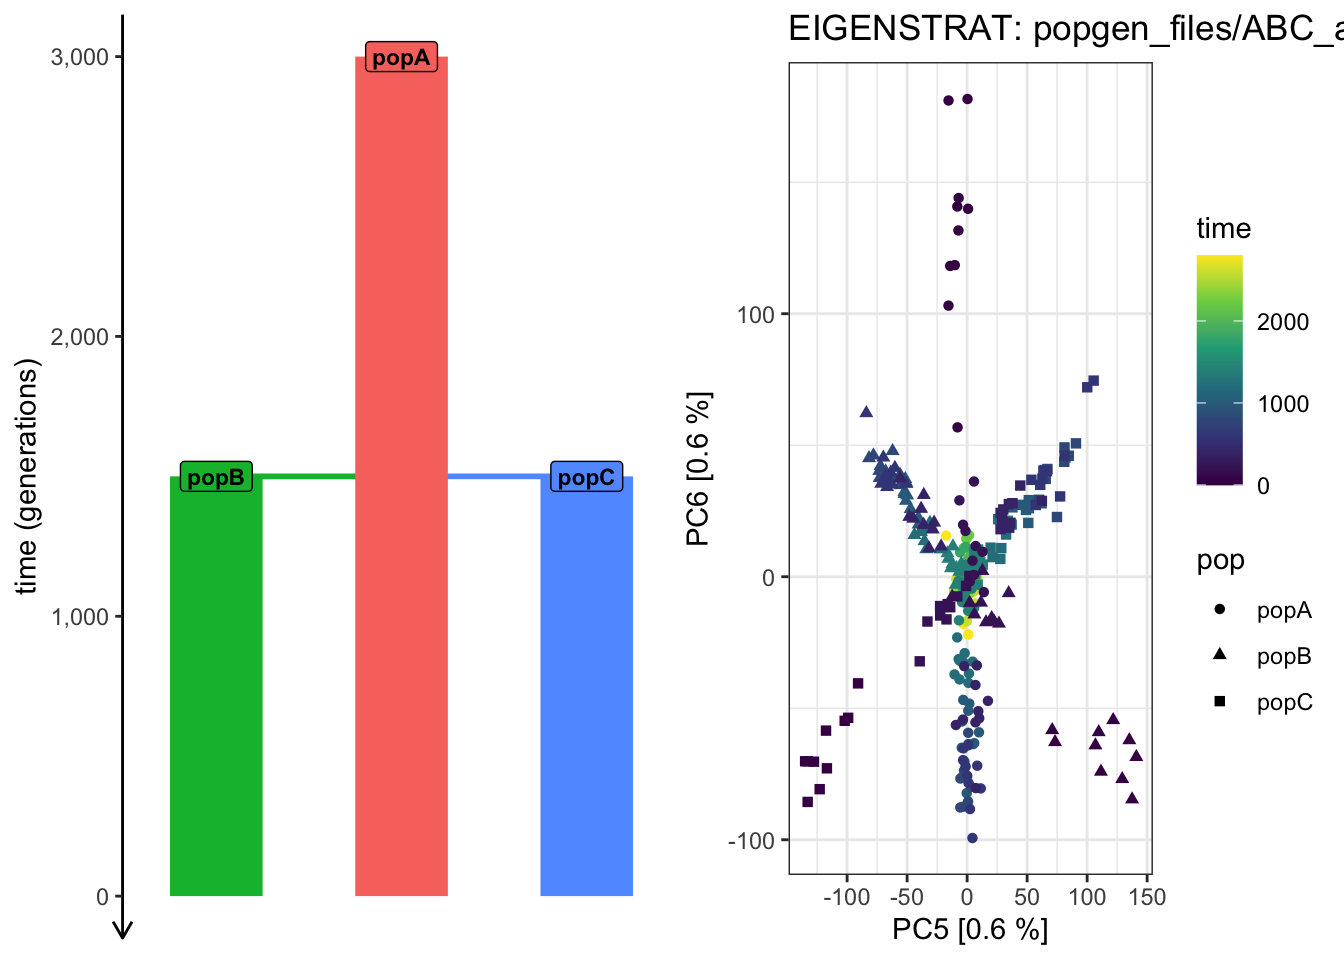 time (generations)
3,000
2,000
1,000
0
popA
popB
popC
EIGENSTRAT: popgen_files/ABC_a
PC6 [0.6 %]
100
0
-100
-100 -50 0 50 100 150
PC5 [0.6 %]
time
2000
1000
0
pop
popA
popB
popC